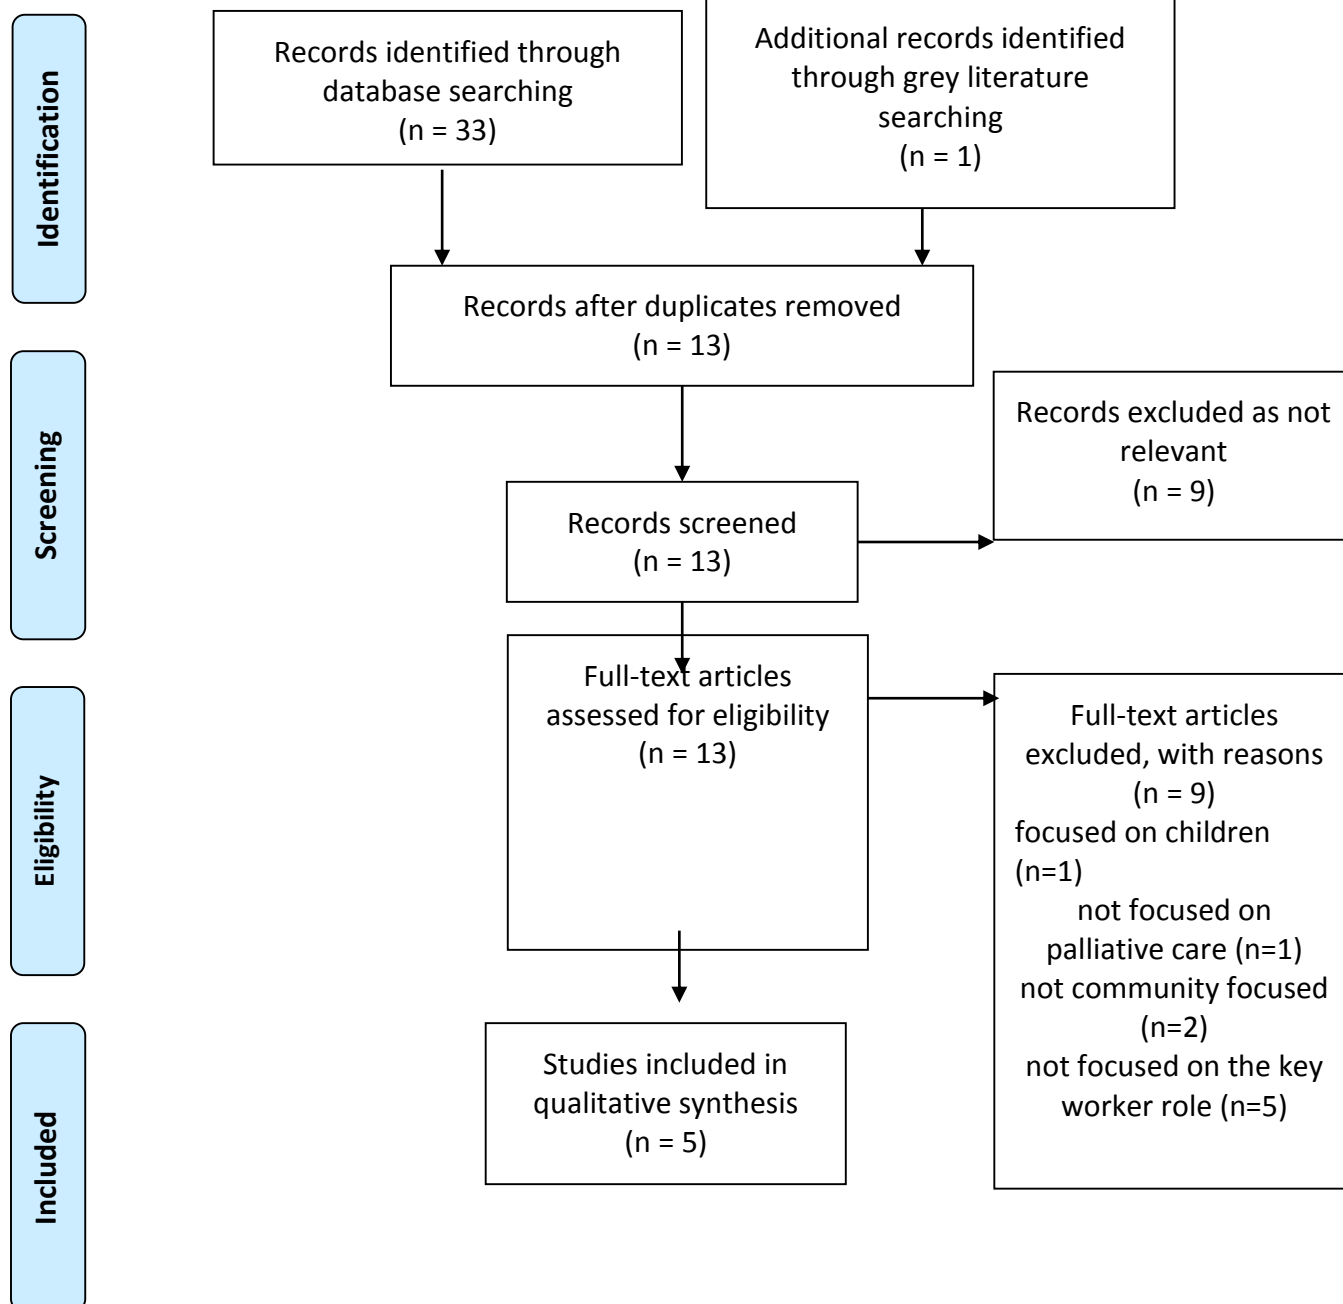 Identification
Records identified through
database searching
(n = 33)
Additional records identified
through grey literature
searching
(n = 1)
Records after duplicates removed
(n = 13)
Screening
Records screened
(n = 13)
Records excluded as not
relevant
(n = 9)
Eligibility
Full-text articles
assessed for eligibility
(n = 13)
Full-text articles
excluded, with reasons
(n = 9)
focused on children
(n=1)
not focused on
palliative care (n=1)
not community focused
(n=2)
not focused on the key
worker role (n=5)
Included
Studies included in
qualitative synthesis
(n = 5)